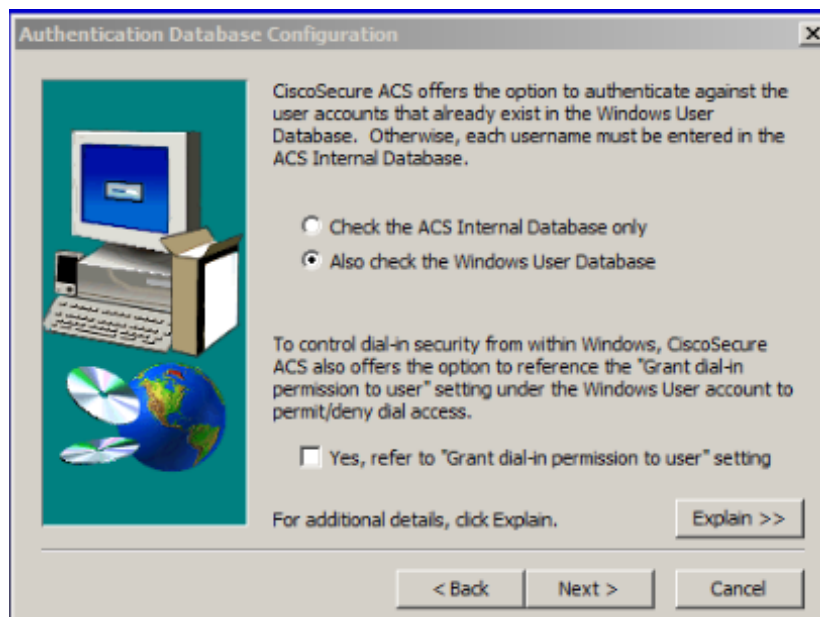 Authentication Database Configuration
CiscoSecure ACS offers the option to authenticate against the
user accounts that already exist in the Windows User
Database. Otherwise, each username must be entered in the
ACS Internal Database.
Check the ACS Internal Database only
Also check the Windows User Database
To control dial-in security from within Windows, CiscoSecure
ACS also offers the option to reference the "Grant dial-in
permission to user" setting under the Windows User account to
permit/deny dial access.
Yes, refer to "Grant dial-in permission to user" setting
For additional details, click Explain.
Explain >>
< Back
Next >
Cancel